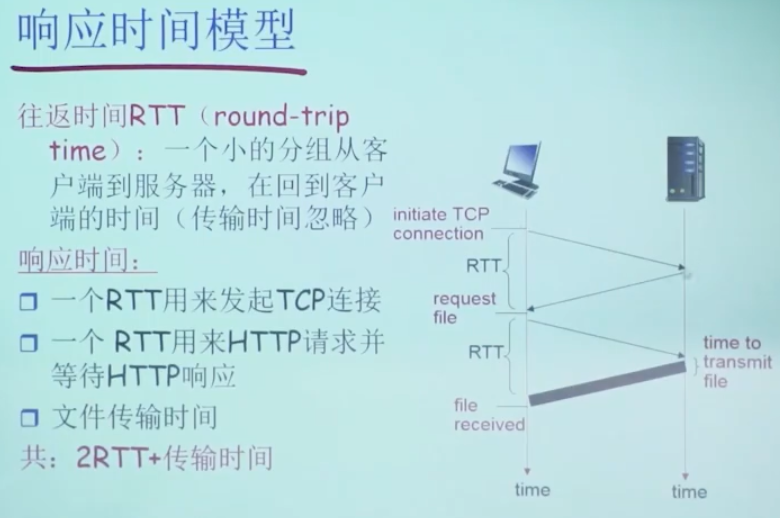 响应时间模型
往返时间RTT（round-trip
time）：一个小的分组从客
户端到服务器，在回到客户
端的时间（传输时间忽略）
响应时间：
一个RTT用来发起TCP连接
一个 RTT用来HTTP请求并
等待HTTP响应
文件传输时间
共：2RTT+传输时间
initiate TCP
connection
RTT
request
file
RTT
time to
transmit
file
file
received
time
time